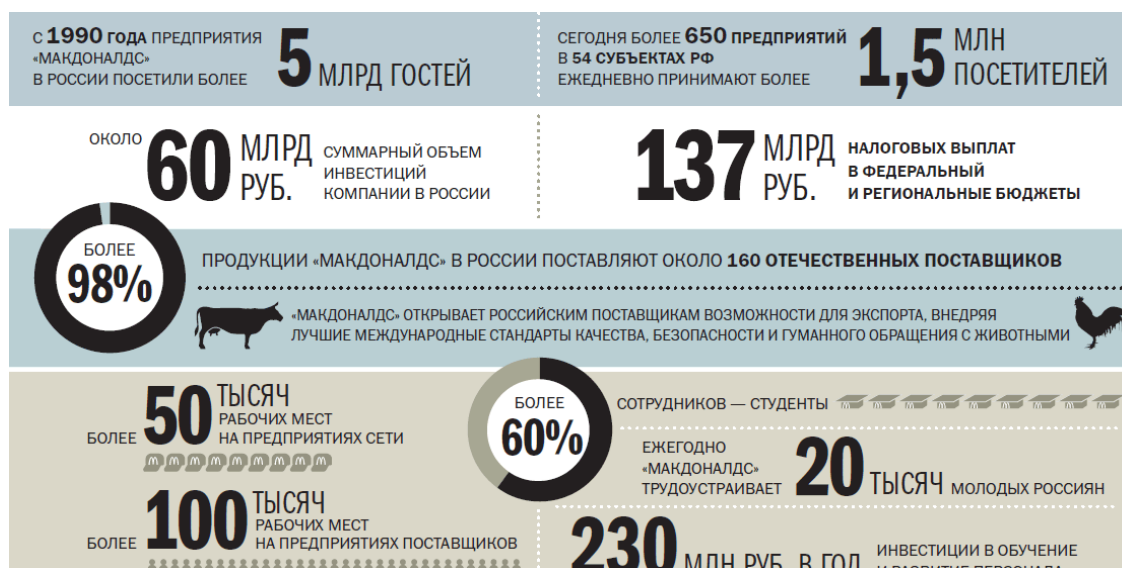 С 1990 ГОДА ПРЕДПРИЯТИЯ
«МАКДОНАЛДС»
В РОССИИ ПОСЕТИЛИ БОЛЕЕ
5 МЛРД ГОСТЕЙ
СЕГОДНЯ БОЛЕЕ 650 ПРЕДПРИЯТИЙ
В 54 СУБЪЕКТАХ РФ
ЕЖЕДНЕВНО ПРИНИМАЮТ БОЛЕЕ
1,5 МЛН
ПОСЕТИТЕЛЕЙ
ОКОЛО
60 МЛРД
РУБ.
СУММАРНЫЙ ОБЪЕМ
ИНВЕСТИЦИЙ
КОМПАНИИ В РОССИИ
137 МЛРД
РУБ.
НАЛОГОВЫХ ВЫПЛАТ
В ФЕДЕРАЛЬНЫЙ
И РЕГИОНАЛЬНЫЕ БЮДЖЕТЫ
БОЛЕЕ
98%
ПРОДУКЦИИ «МАКДОНАЛДС» В РОССИИ ПОСТАВЛЯЮТ ОКОЛО 160 ОТЕЧЕСТВЕННЫХ ПОСТАВЩИКОВ
«МАКДОНАЛДС» ОТКРЫВАЕТ РОССИЙСКИМ ПОСТАВЩИКАМ ВОЗМОЖНОСТИ ДЛЯ ЭКСПОРТА, ВНЕДРЯЯ
ЛУЧШИЕ МЕЖДУНАРОДНЫЕ СТАНДАРТЫ КАЧЕСТВА, БЕЗОПАСНОСТИ И ГУМАННОГО ОБРАЩЕНИЯ С ЖИВОТНЫМИ
БОЛЕЕ
50 ТЫСЯЧ
РАБОЧИХ МЕСТ
НА ПРЕДПРИЯТИЯХ СЕТИ
БОЛЕЕ
100 ТЫСЯЧ
РАБОЧИХ МЕСТ
НА ПРЕДПРИЯТИЯХ ПОСТАВЩИКОВ
БОЛЕЕ
60%
СОТРУДНИКОВ — СТУДЕНТЫ
ЕЖЕГОДНО
«МАКДОНАЛДС»
ТРУДОУСТРАИВАЕТ
20 ТЫСЯЧ МОЛОДЫХ РОССИЯН
230 МЛН РУБ. В ГОД
ИНВЕСТИЦИИ В ОБУЧЕНИЕ
И РАЗВИТИЕ ПЕРСОНАЛА